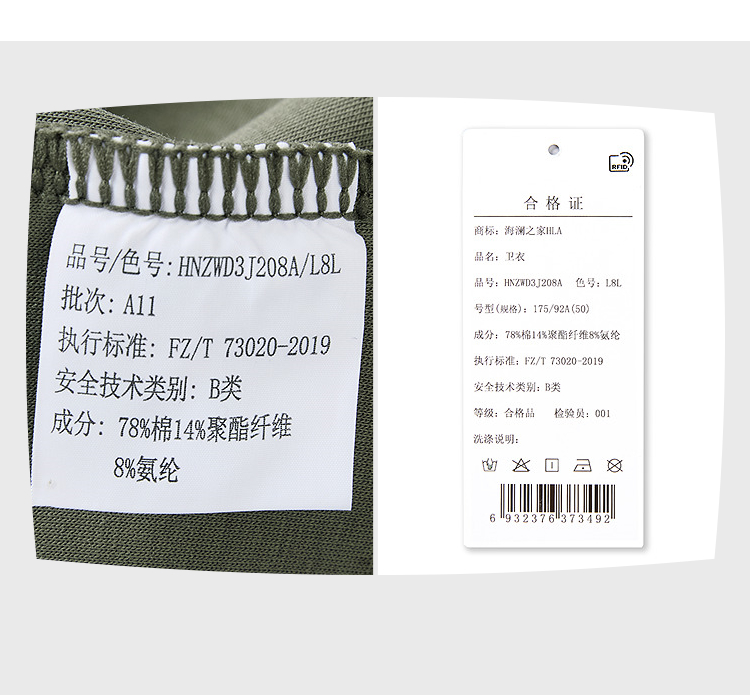 品号/色号: HNZWD3J208A/L8L
批次: A11
执行标准: FZ/T 73020-2019
安全技术类别: B类
成分: 78%棉14%聚酯纤维
8%氨纶
RFID
合格证
商标: 海澜之家HLA
品名: 卫衣
品号: HNZWD3J208A 色号: L8L
号型(规格): 175/92A(50)
成分: 78%棉14%聚酯纤维8%氨纶
执行标准: FZ/T 73020-2019
安全技术类别: B类
等级: 合格品 检验员: 001
洗涤说明:
6 932376 373492